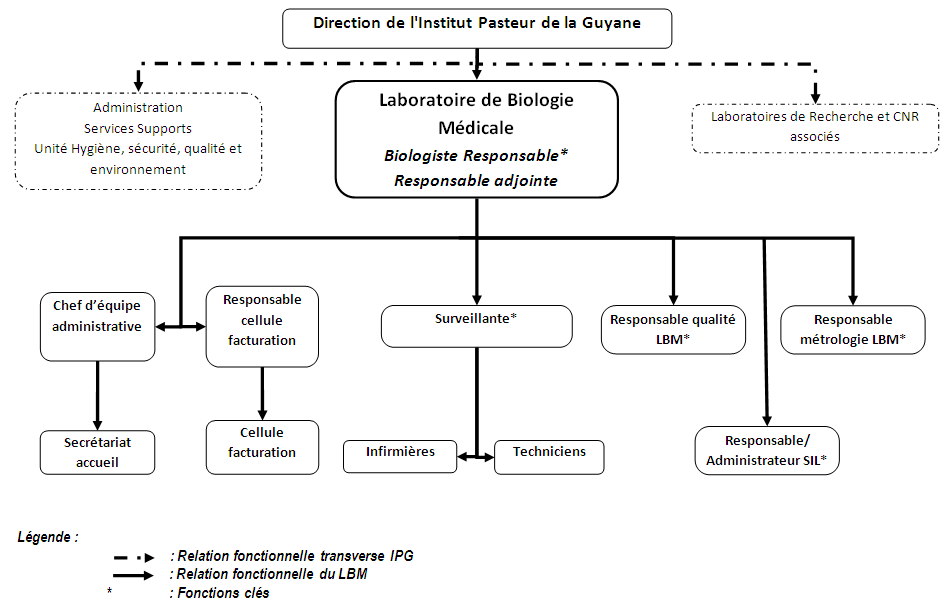 Direction de l'Institut Pasteur de la Guyane
Administration
Services Supports
Unité Hygiène, sécurité, qualité et
environnement
Laboratoire de Biologie
Médicale
Biologiste Responsable*
Responsable adjointe
Laboratoires de Recherche et CNR
associés
Chef d'équipe
administrative
Responsable
cellule
facturation
Surveillante*
Responsable qualité
LBM*
Responsable
métrologie LBM*
Secrétariat
accueil
Cellule
facturation
Infirmières
Techniciens
Responsable/
Administrateur SIL*
Légende :
: Relation fonctionnelle transverse IPG
: Relation fonctionnelle du LBM
* : Fonctions clés